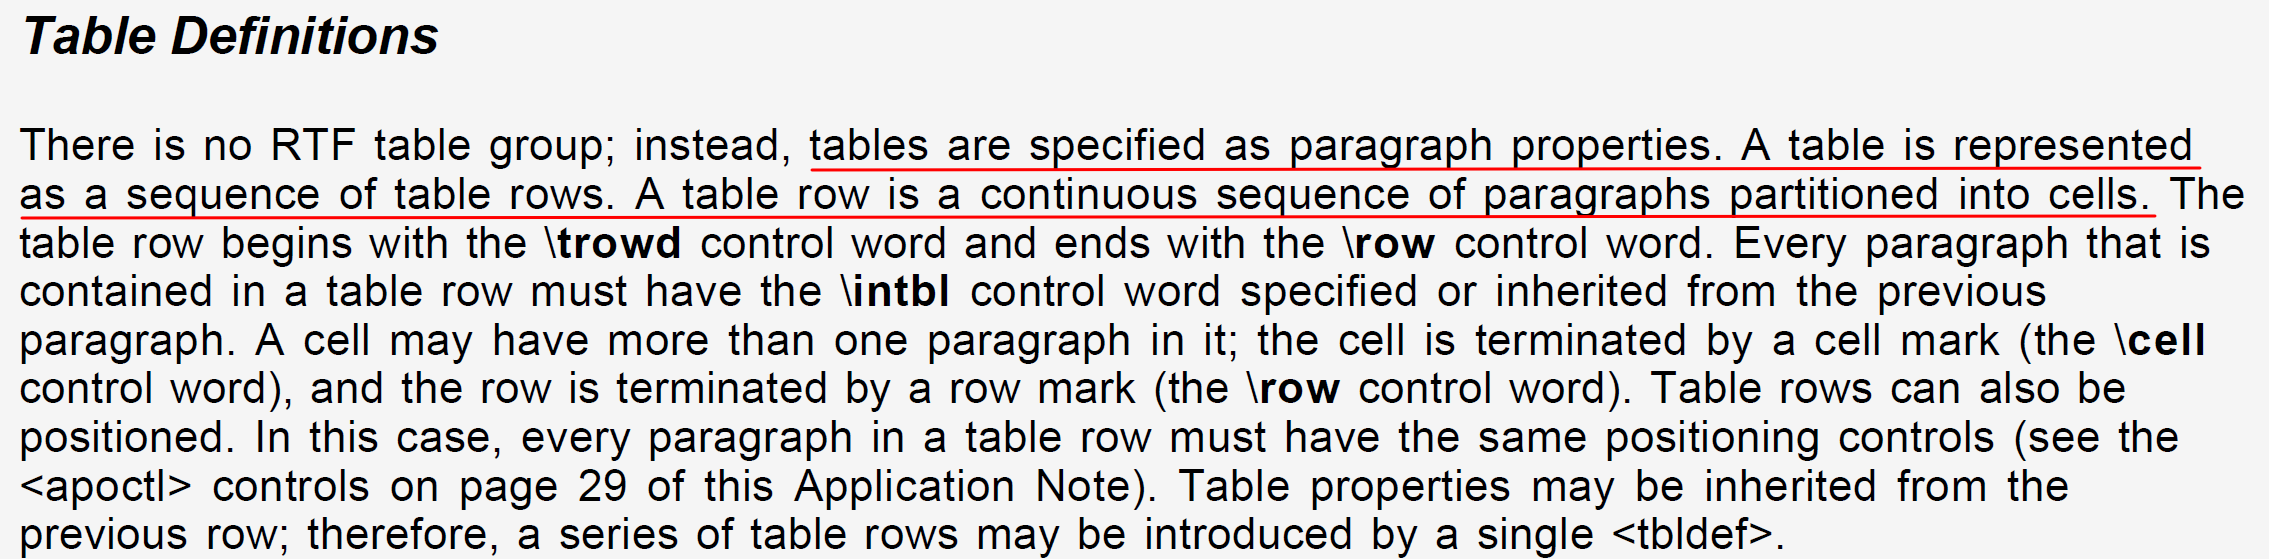 Table Definitions
There is no RTF table group; instead, tables are specified as paragraph properties. A table is represented
as a sequence of table rows. A table row is a continuous sequence of paragraphs partitioned into cells. The
table row begins with the \trowd control word and ends with the \row control word. Every paragraph that is
contained in a table row must have the \intbl control word specified or inherited from the previous
paragraph. A cell may have more than one paragraph in it; the cell is terminated by a cell mark (the \cell
control word), and the row is terminated by a row mark (the \row control word). Table rows can also be
positioned. In this case, every paragraph in a table row must have the same positioning controls (see the
<apoctl> controls on page 29 of this Application Note). Table properties may be inherited from the
previous row; therefore, a series of table rows may be introduced by a single <tbldef>.